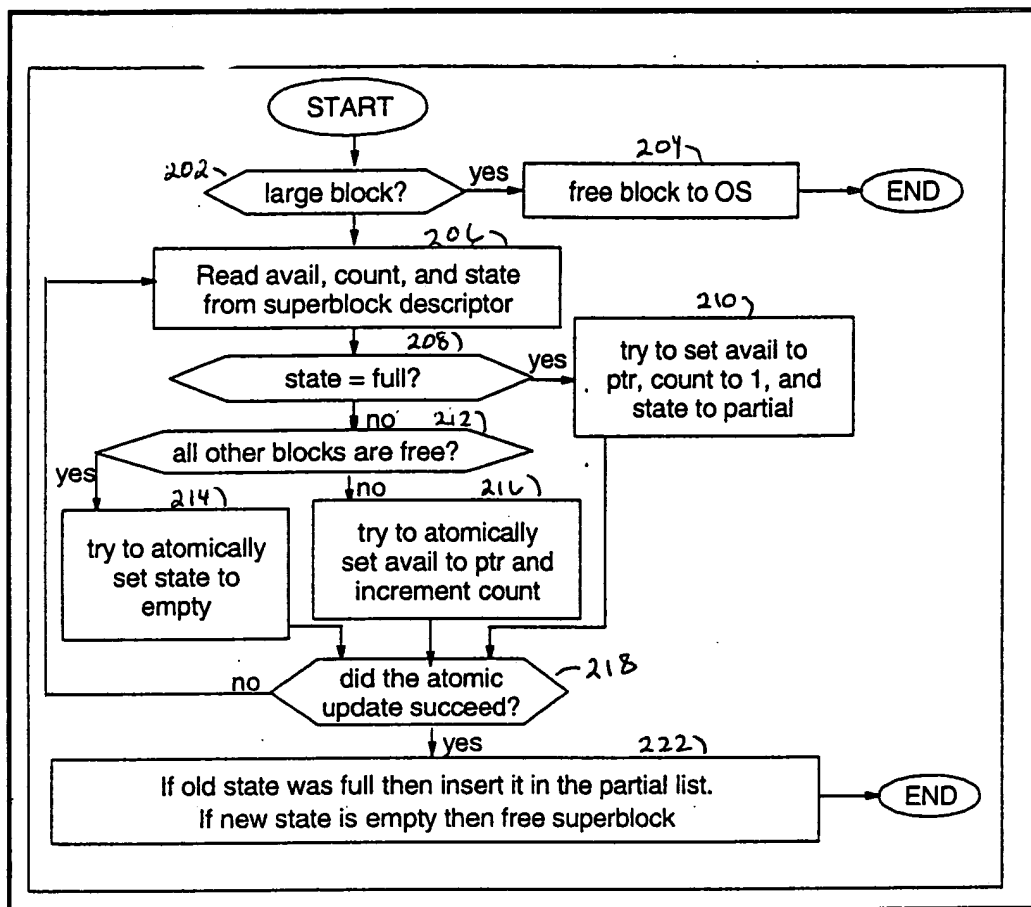 START
202
large block?
yes
204
free block to OS
END
206
Read avail, count, and state
from superblock descriptor
208
state = full?
yes
210
try to set avail to
ptr, count to 1, and
state to partial
no
212
all other blocks are free?
yes
214
try to atomically
set state to
empty
no
216
try to atomically
set avail to ptr and
increment count
no
did the atomic
update succeed?
218
yes
222
If old state was full then insert it in the partial list.
If new state is empty then free superblock
END